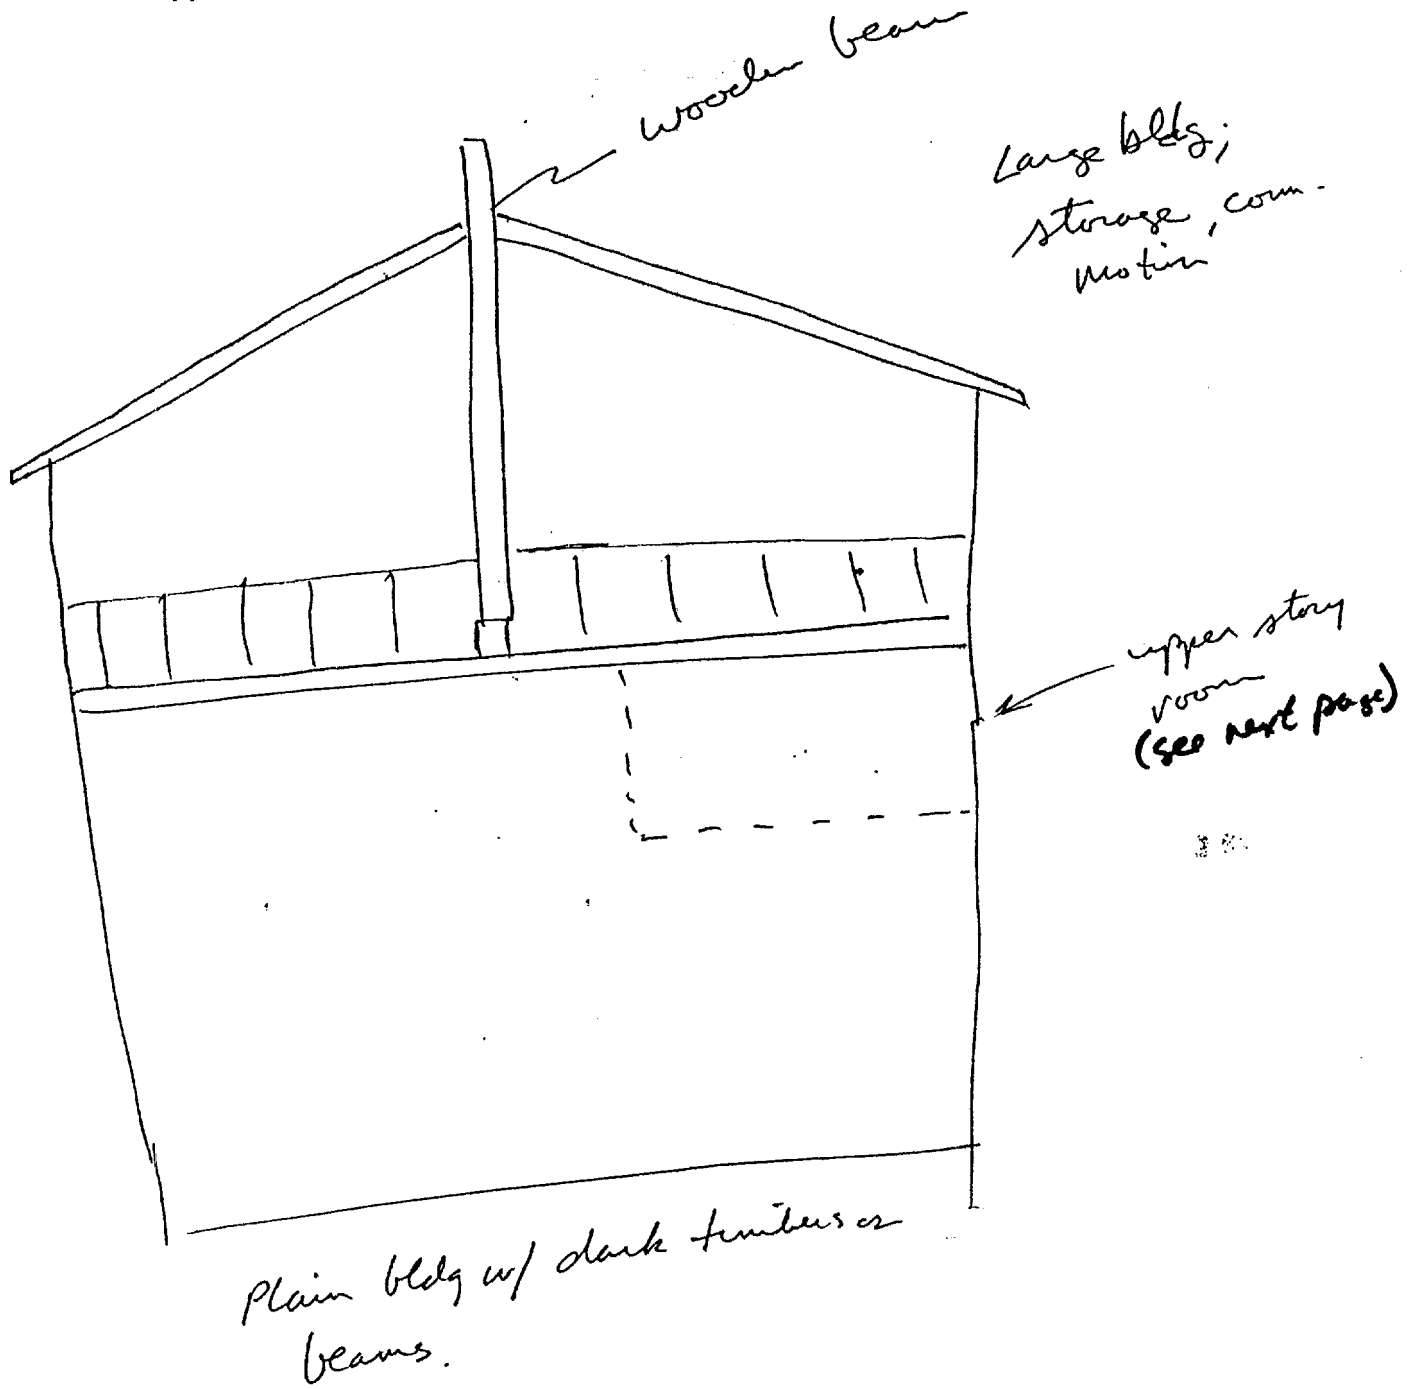 wooden beam
Large bldg;
storage, com-
motion
upper story
room
(see next page)
Plain bldg w/ dark timbers or
beams.